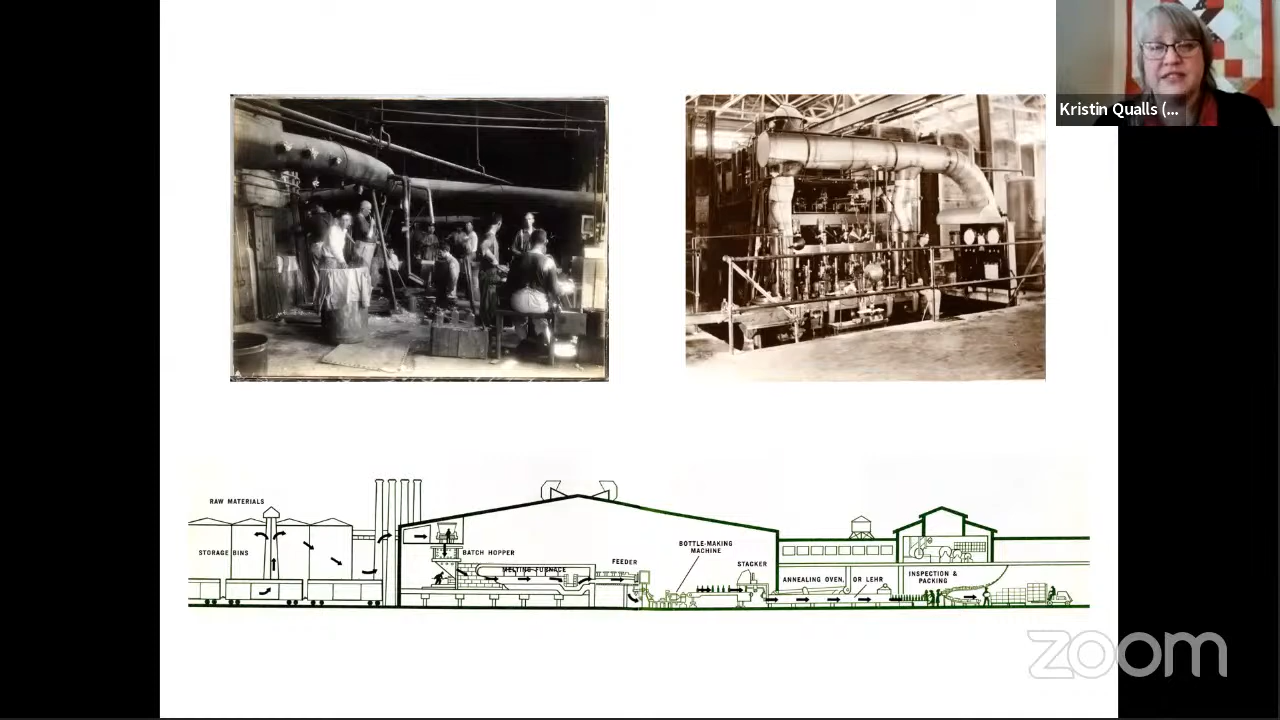 Kristin Qualls (...
RAW MATERIALS
STORAGE BINS
BATCH HOPPER
MELTING FURNACE
FEEDER
BOTTLE-MAKING
MACHINE
STACKER
ANNEALING OVEN, OR LEHR
INSPECTION &
PACKING
zoom